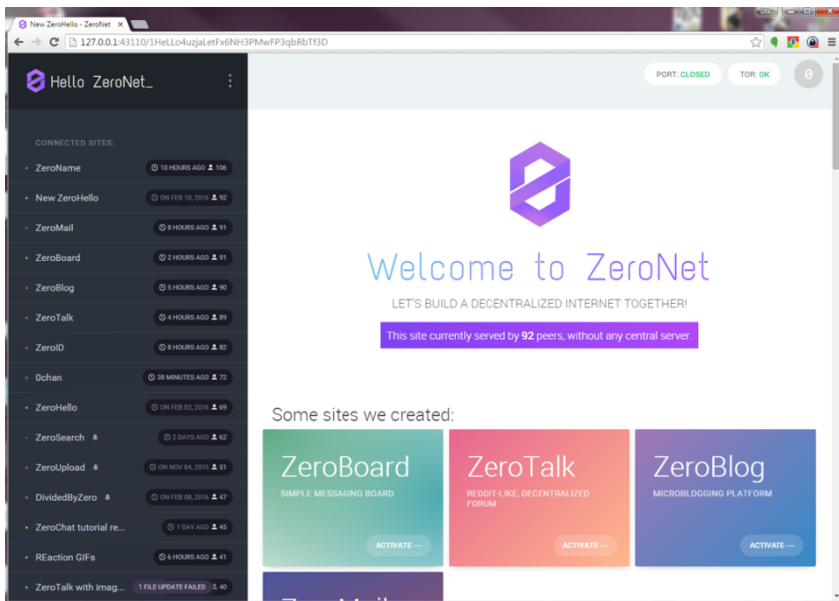 New ZeroHello - ZeroNet
127.0.0.1:43110/1HeLLo4uzjaLetFx6NH3PMwFP3qbRbTf3D
Hello ZeroNet_
PORT: CLOSED
TOR: OK
0
CONNECTED SITES:
ZeroName 10 HOURS AGO 106
New ZeroHello ON FEB 10, 2016 92
ZeroMail 8 HOURS AGO 91
ZeroBoard 2 HOURS AGO 91
ZeroBlog 5 HOURS AGO 90
ZeroTalk 4 HOURS AGO 89
ZeroID 8 HOURS AGO 82
0chan 38 MINUTES AGO 72
ZeroHello ON FEB 02, 2016 69
ZeroSearch 2 DAYS AGO 62
ZeroUpload ON NOV 04, 2015 51
DividedByZero ON FEB 08, 2016 47
ZeroChat tutorial re... 1 DAY AGO 45
REaction GIFs 6 HOURS AGO 41
ZeroTalk with imag... 1 FILE UPDATE FAILED 40
Welcome to ZeroNet
LET'S BUILD A DECENTRALIZED INTERNET TOGETHER!
This site currently served by 92 peers, without any central server.
Some sites we created:
ZeroBoard
SIMPLE MESSAGING BOARD
ACTIVATE —
ZeroTalk
REDDIT-LIKE, DECENTRALIZED
FORUM
ACTIVATE —
ZeroBlog
MICROBLOGGING PLATFORM
ACTIVATE —